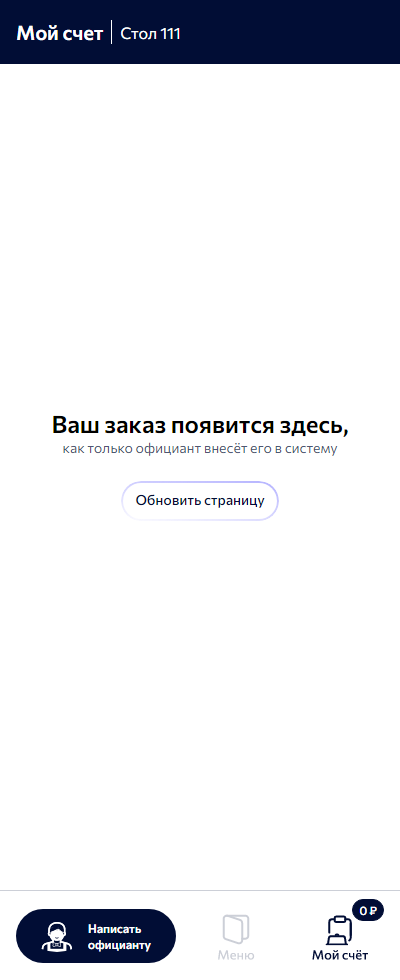 Мой счет
Стол 111
Ваш заказ появится здесь,
как только официант внесёт его в систему
Обновить страницу
Написать
официанту
Меню
0 ₽
Мой счёт